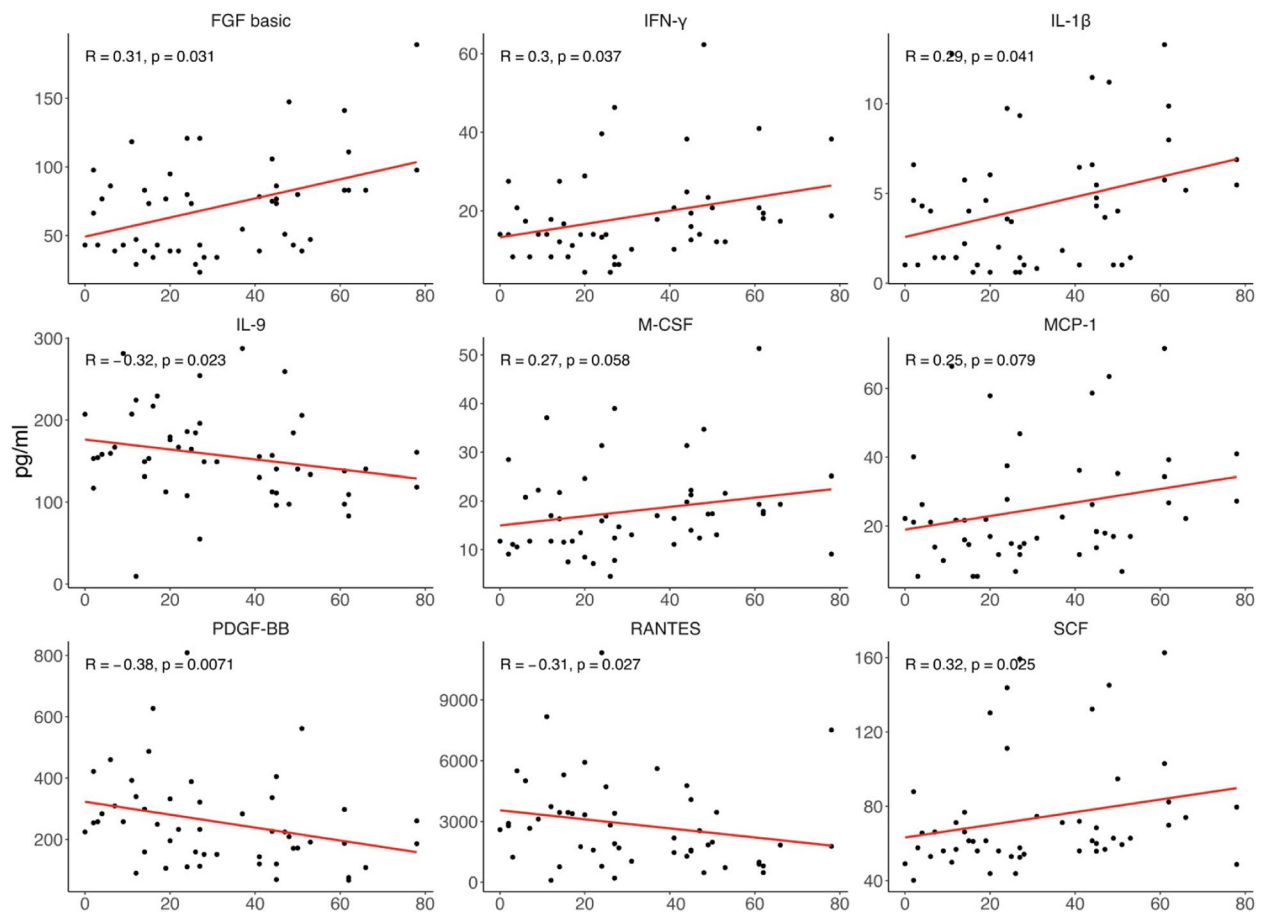 FGF basic
IFN-γ
IL-1β
R = 0.31, p = 0.031
R = 0.3, p = 0.037
R = 0.29, p = 0.041
150
100
50
60
40
20
10
5
0
0 20 40 60 80
0 20 40 60 80
0 20 40 60 80
IL-9
M-CSF
MCP-1
R = −0.32, p = 0.023
R = 0.27, p = 0.058
R = 0.25, p = 0.079
pg/ml
300
200
100
0
50
40
30
20
10
60
40
20
0
0 20 40 60 80
0 20 40 60 80
0 20 40 60 80
PDGF-BB
RANTES
SCF
R = −0.38, p = 0.0071
R = −0.31, p = 0.027
R = 0.32, p = 0.025
800
600
400
200
9000
6000
3000
0
160
120
80
40
0 20 40 60 80
0 20 40 60 80
0 20 40 60 80